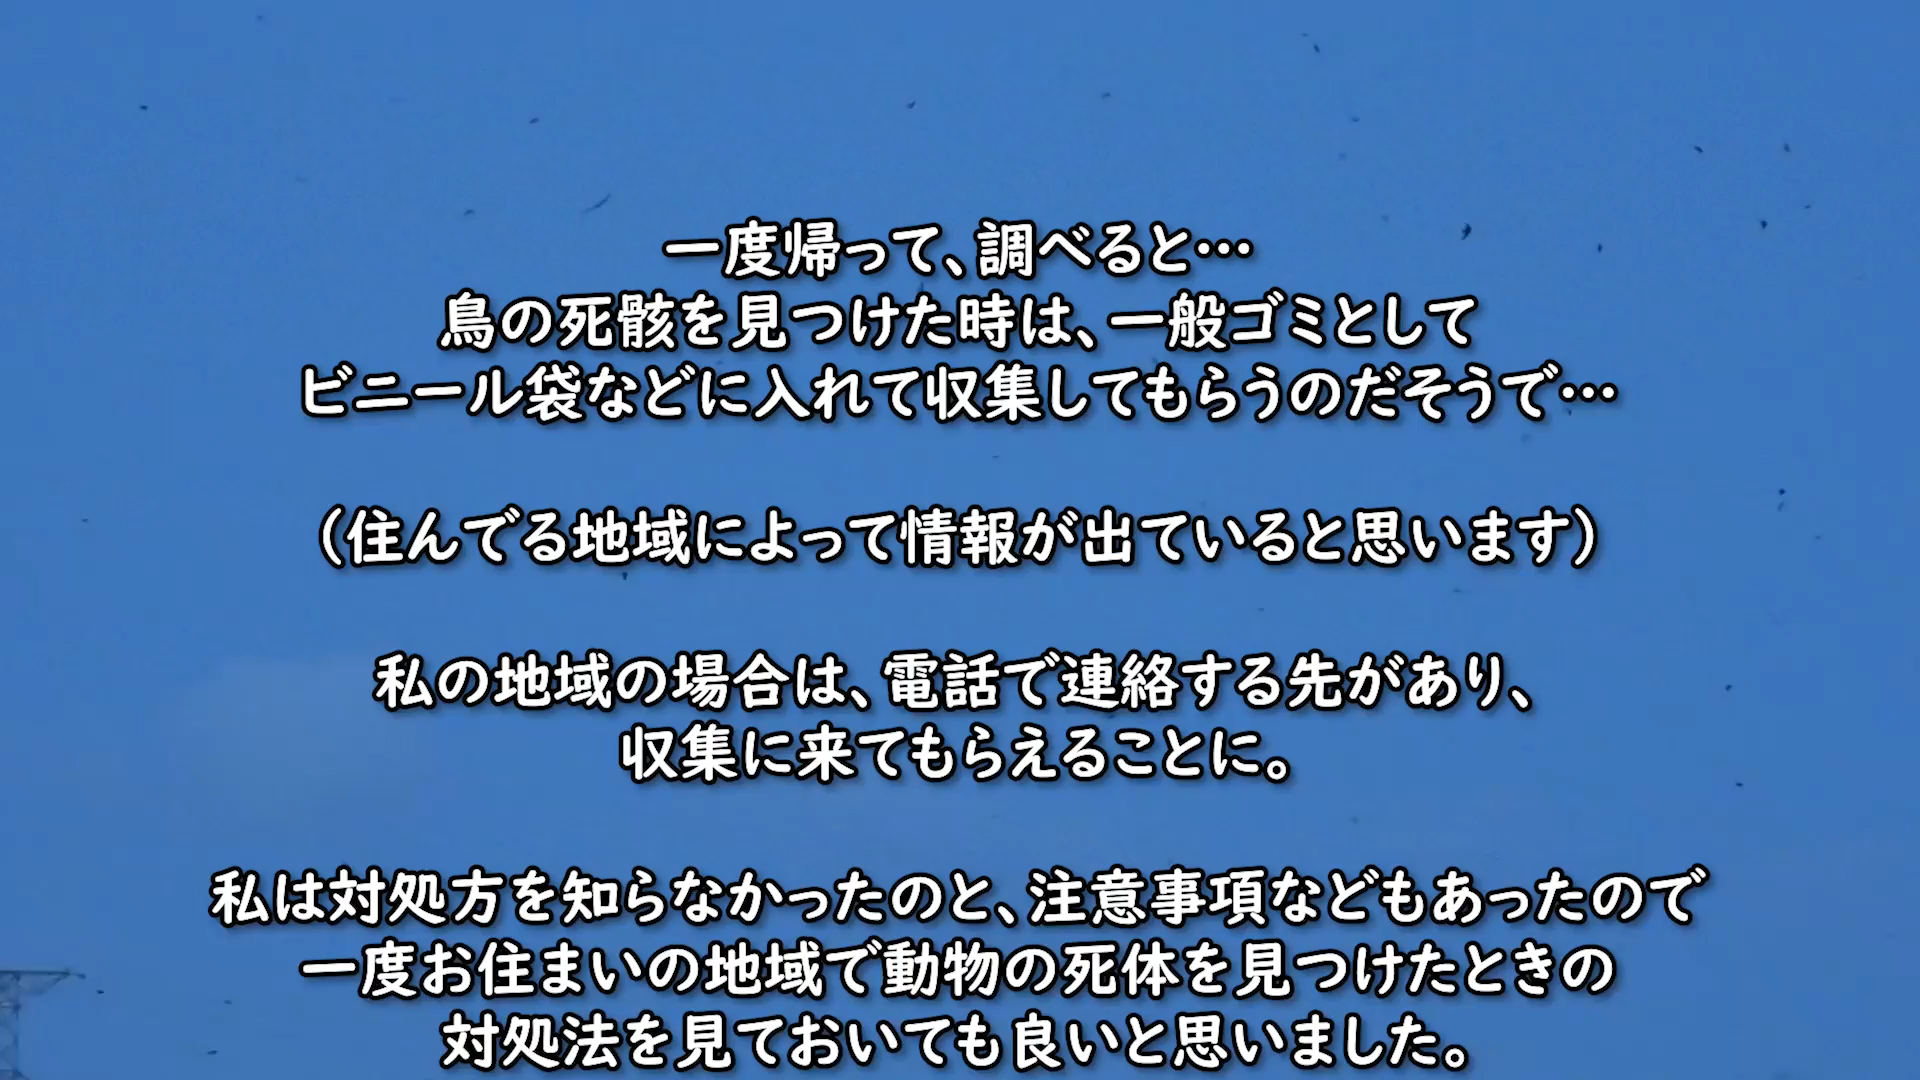 一度帰って、調べると…
鳥の死骸を見つけた時は、一般ゴミとして
ビニール袋などに入れて収集してもらうのだそうで…
（住んでる地域によって情報が出ていると思います）
私の地域の場合は、電話で連絡する先があり、
収集に来てもらえることに。
私は対処方を知らなかったのと、注意事項などもあったので
一度お住まいの地域で動物の死体を見つけたときの
対処法を見ておいても良いと思いました。